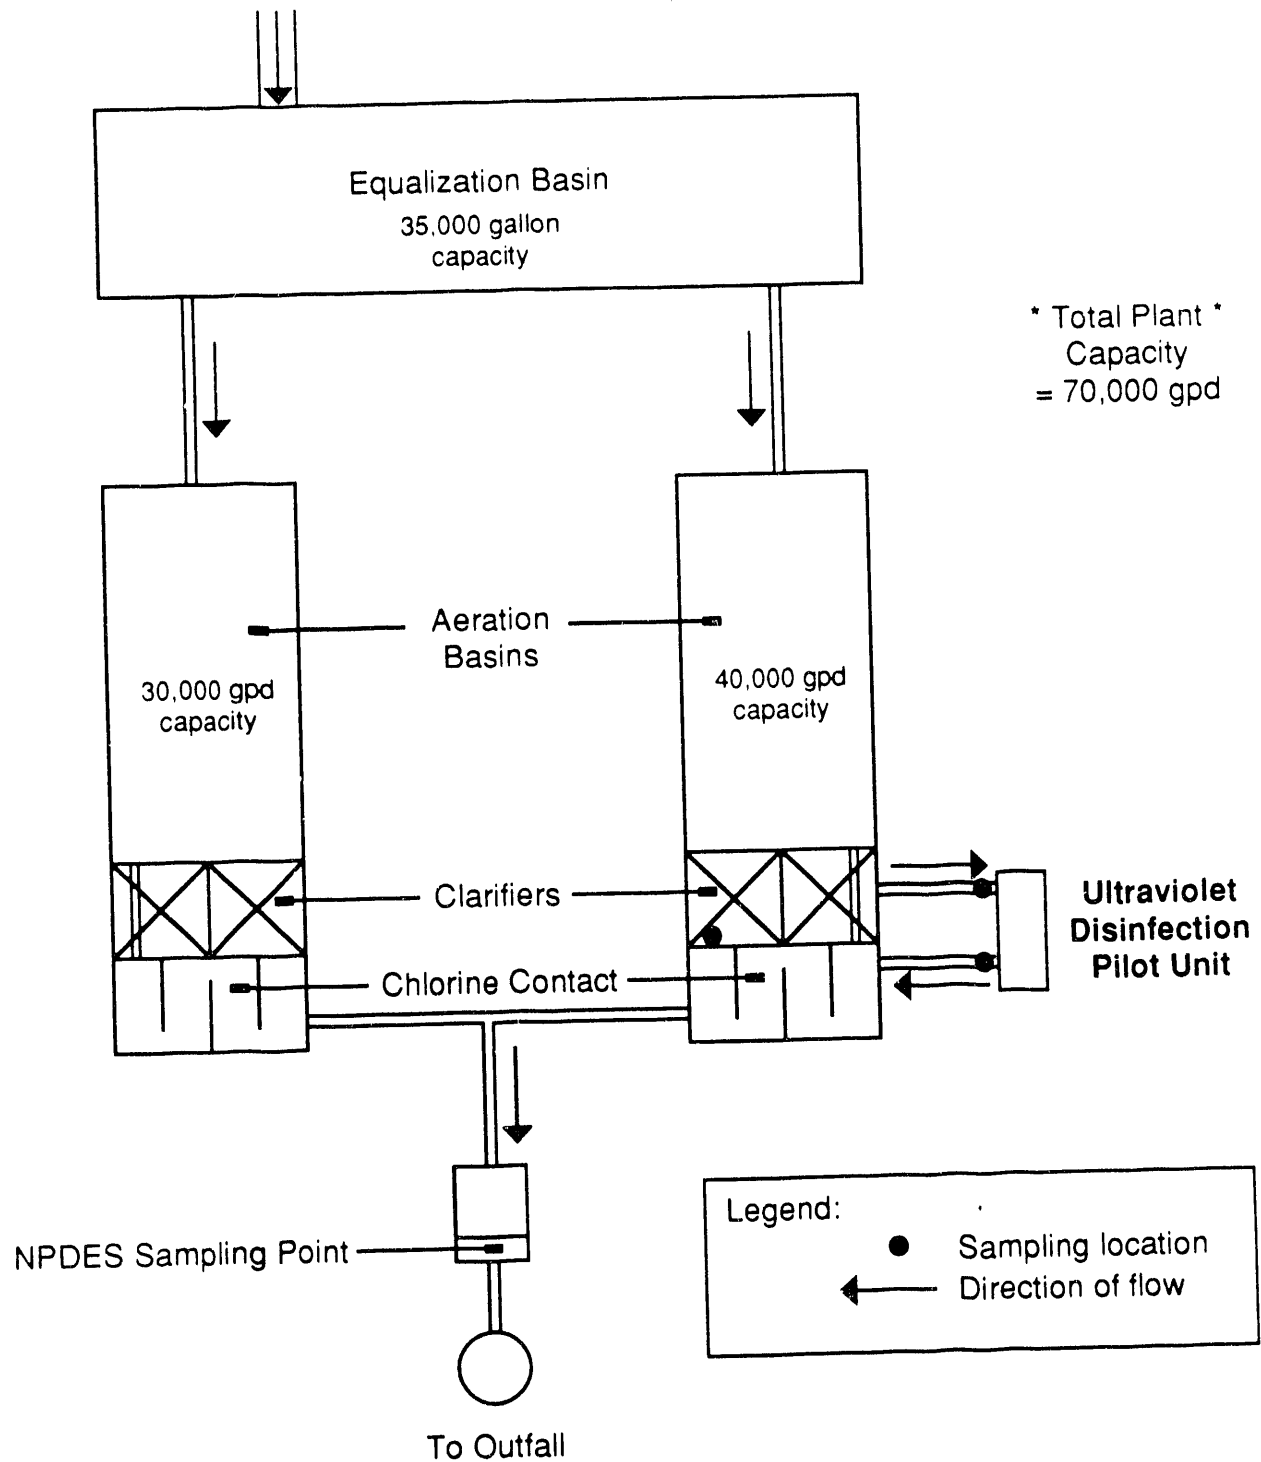 Equalization Basin
35,000 gallon
capacity
* Total Plant *
Capacity
= 70,000 gpd
Aeration
Basins
30,000 gpd
capacity
40,000 gpd
capacity
Clarifiers
Ultraviolet
Disinfection
Pilot Unit
Chlorine Contact
Legend:
Sampling location
Direction of flow
NPDES Sampling Point
To Outfall